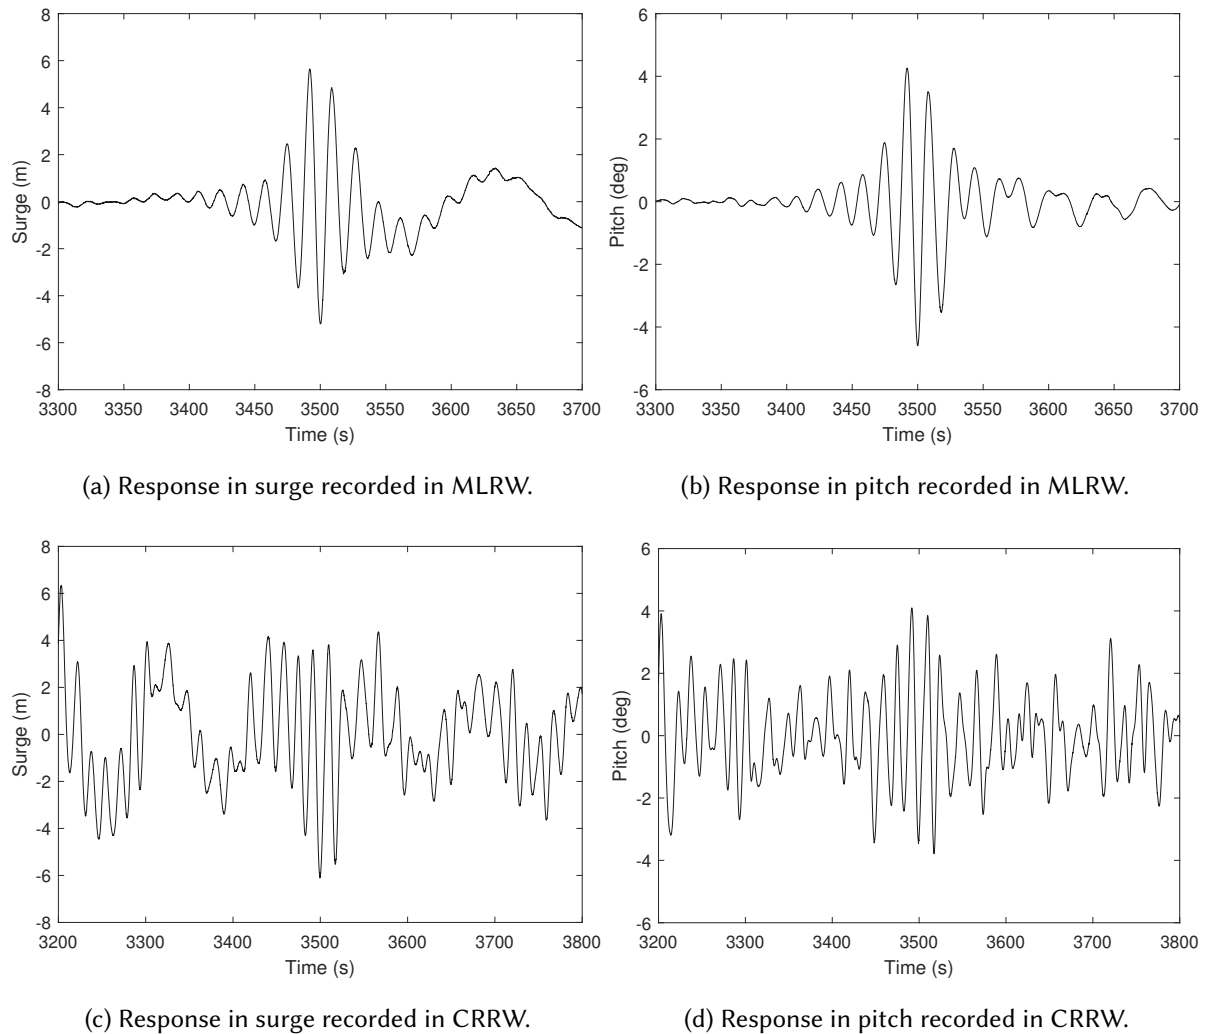 8
6
4
2
0
-2
-4
-6
-8
Surge (m)
3300 3350 3400 3450 3500 3550 3600 3650 3700
Time (s)
(a) Response in surge recorded in MLRW.
6
4
2
0
-2
-4
-6
Pitch (deg)
3300 3350 3400 3450 3500 3550 3600 3650 3700
Time (s)
(b) Response in pitch recorded in MLRW.
8
6
4
2
0
-2
-4
-6
-8
Surge (m)
3200 3300 3400 3500 3600 3700 3800
Time (s)
(c) Response in surge recorded in CRRW.
6
4
2
0
-2
-4
-6
Pitch (deg)
3200 3300 3400 3500 3600 3700 3800
Time (s)
(d) Response in pitch recorded in CRRW.